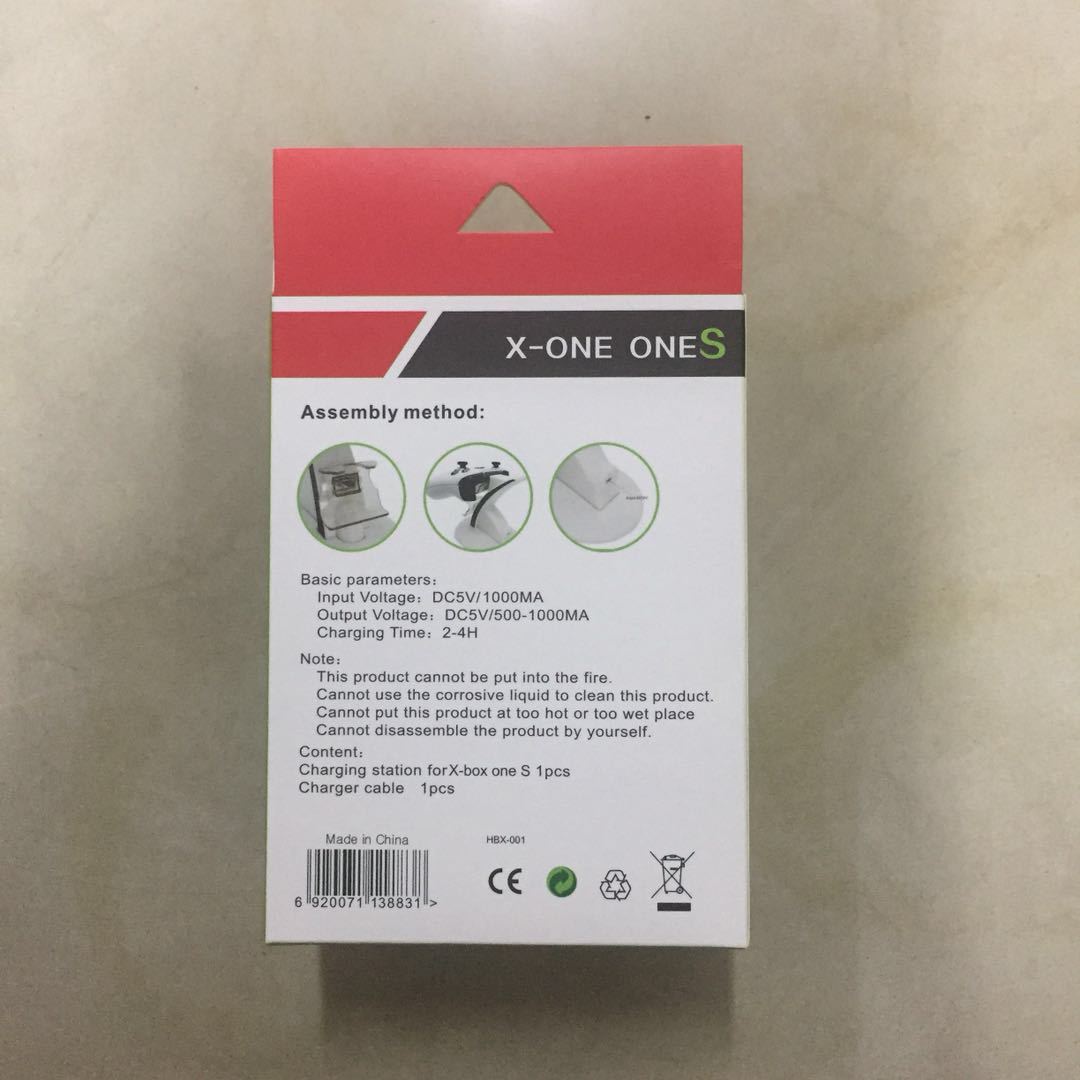 X-ONE ONES
Assembly method:
Basic parameters:
Input Voltage: DC5V/1000MA
Output Voltage: DC5V/500-1000MA
Charging Time: 2-4H
Note:
This product cannot be put into the fire.
Cannot use the corrosive liquid to clean this product.
Cannot put this product at too hot or too wet place
Cannot disassemble the product by yourself.
Content:
Charging station forX-box one S 1pcs
Charger cable 1pcs
Made in China
HBX-001
CE
6 920071 138831 >